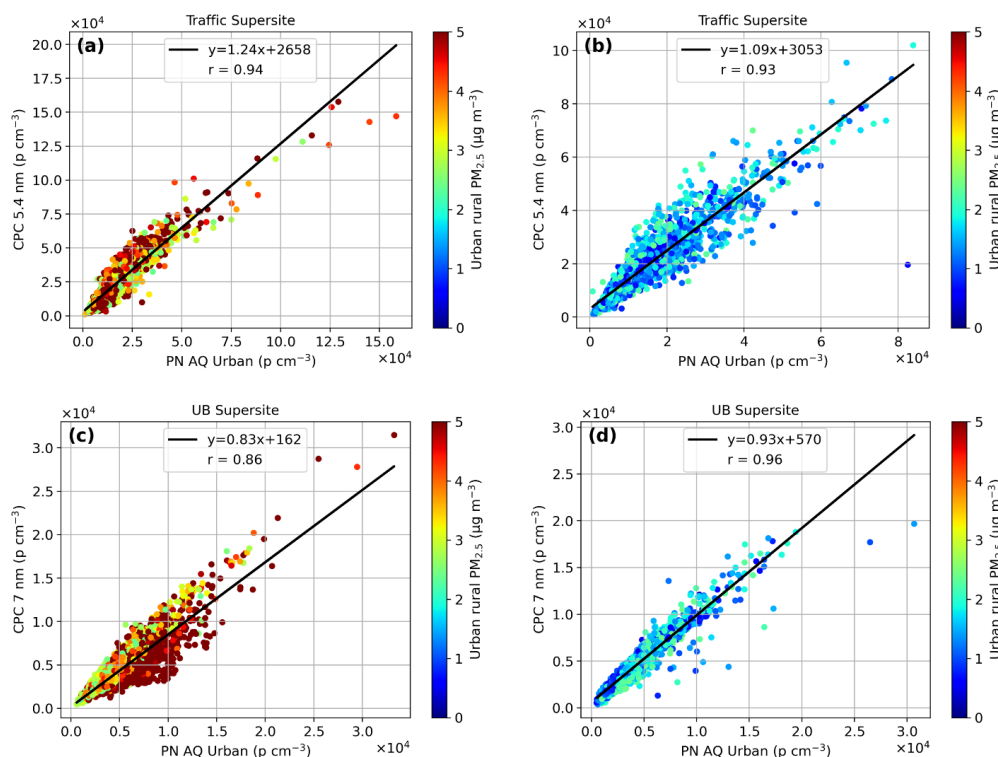 Traffic Supersite
×10⁴
(a)
y=1.24x+2658
r = 0.94
20.0
17.5
15.0
12.5
10.0
7.5
5.0
2.5
0.0
CPC 5.4 nm (p cm⁻³)
0.0 2.5 5.0 7.5 10.0 12.5 15.0
×10⁴
PN AQ Urban (p cm⁻³)
5
4
3
2
1
0
Urban rural PM₂.₅ (µg m⁻³)
Traffic Supersite
×10⁴
(b)
y=1.09x+3053
r = 0.93
10
8
6
4
2
0
CPC 5.4 nm (p cm⁻³)
0 2 4 6 8
×10⁴
PN AQ Urban (p cm⁻³)
5
4
3
2
1
0
Urban rural PM₂.₅ (µg m⁻³)
UB Supersite
×10⁴
(c)
y=0.83x+162
r = 0.86
3.0
2.5
2.0
1.5
1.0
0.5
0.0
CPC 7 nm (p cm⁻³)
0.0 0.5 1.0 1.5 2.0 2.5 3.0
×10⁴
PN AQ Urban (p cm⁻³)
5
4
3
2
1
0
Urban rural PM₂.₅ (µg m⁻³)
UB Supersite
×10⁴
(d)
y=0.93x+570
r = 0.96
3.0
2.5
2.0
1.5
1.0
0.5
0.0
CPC 7 nm (p cm⁻³)
0.0 0.5 1.0 1.5 2.0 2.5 3.0
×10⁴
PN AQ Urban (p cm⁻³)
5
4
3
2
1
0
Urban rural PM₂.₅ (µg m⁻³)